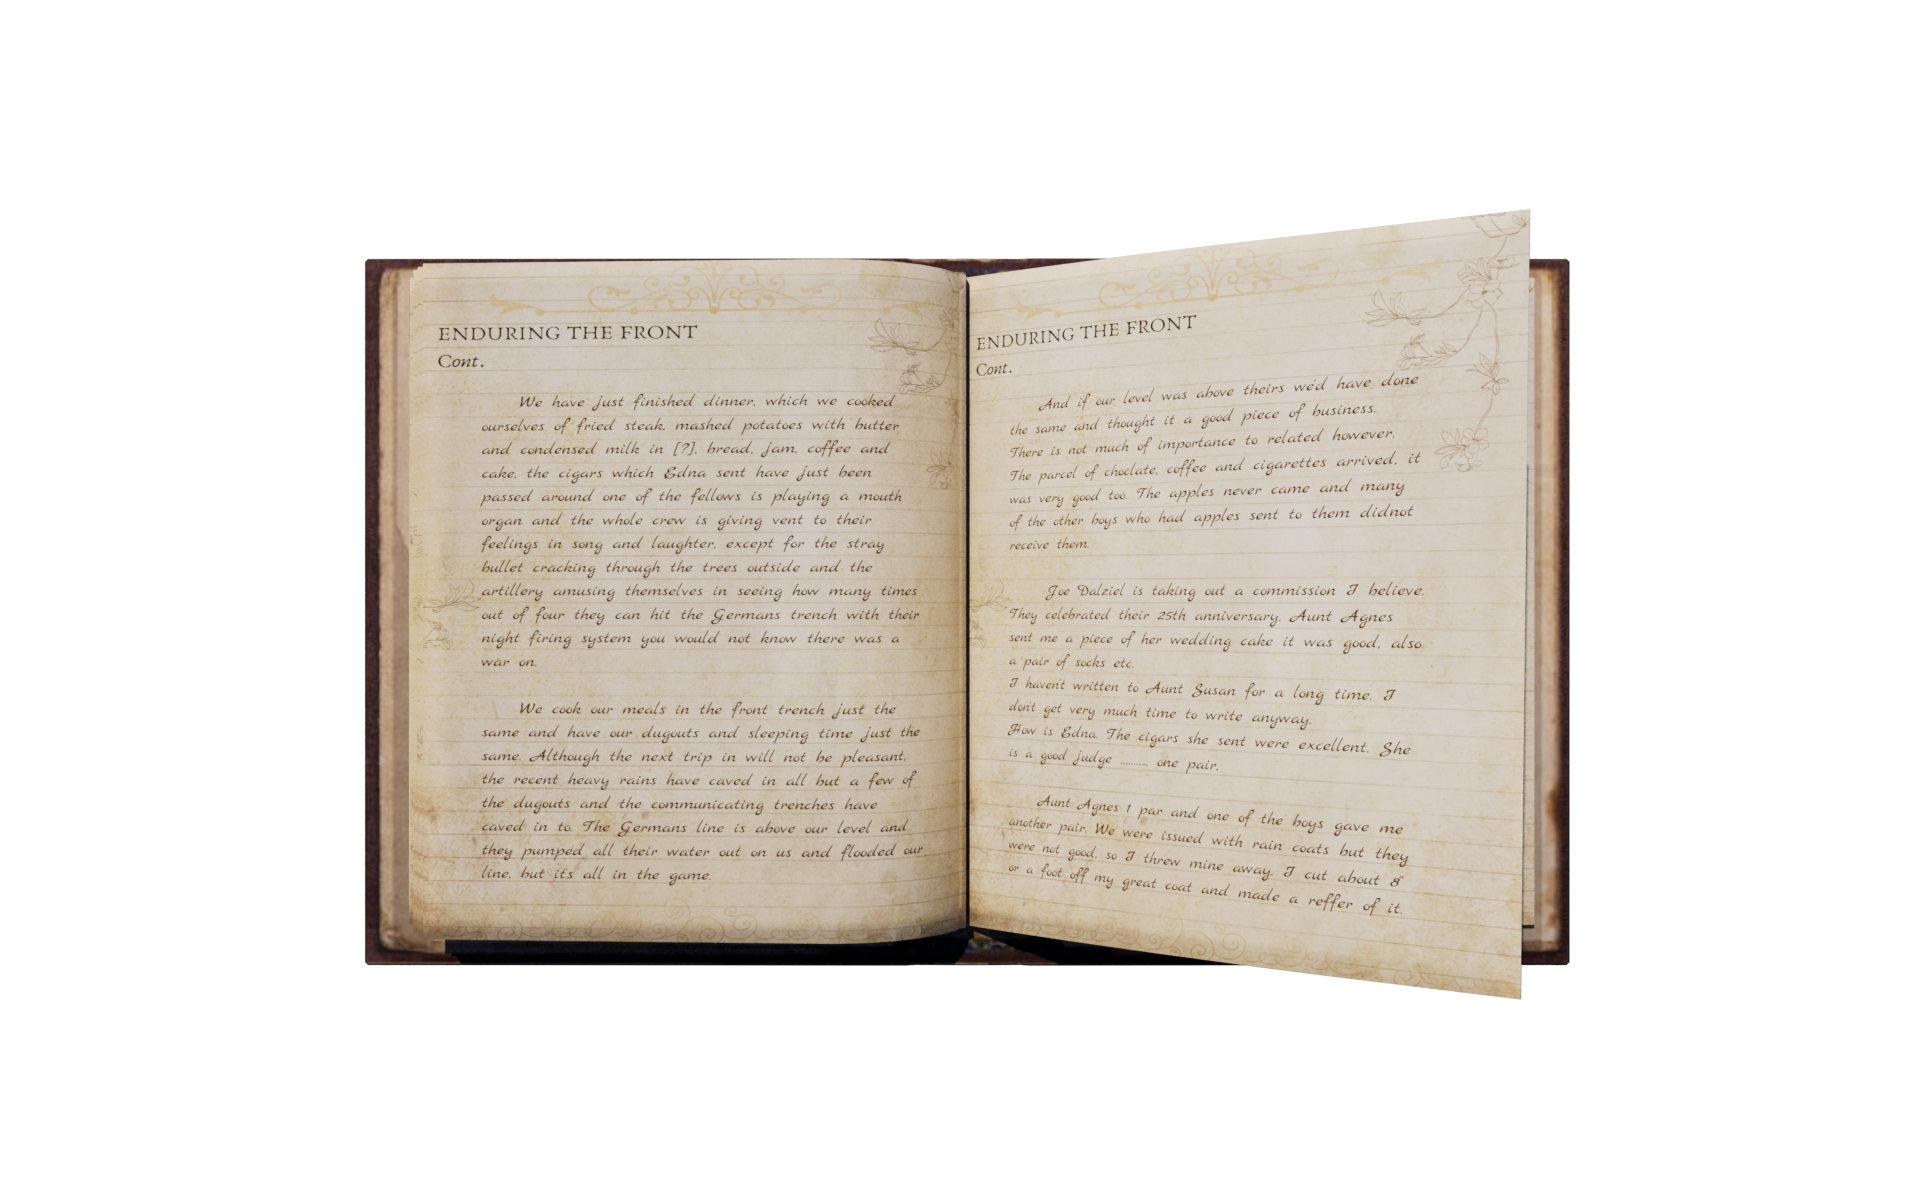 ENDURING THE FRONT
Cont.
We have just finished dinner, which we cooked
ourselves of fried steak, mashed potatoes with butter
and condensed milk in [?], bread, jam, coffee and
cake, the cigars which Edna sent have just been
passed around one of the fellows is playing a mouth
organ and the whole crew is giving vent to their
feelings in song and laughter, except for the stray
bullet cracking through the trees outside and the
artillery amusing themselves in seeing how many times
out of four they can hit the Germans trench with their
night firing system you would not know there was a
war on.
We cook our meals in the front trench just the
same and have our dugouts and sleeping time just the
same. Although the next trip in will not be pleasant,
the recent heavy rains have caved in all but a few of
the dugouts and the communicating trenches have
caved in to. The Germans line is above our level and
they pumped all their water out on us and flooded our
line, but it's all in the game.
ENDURING THE FRONT
Cont.
And if our level was above theirs we'd have done
the same and thought it a good piece of business.
There is not much of importance to related however.
The parcel of choclate, coffee and cigarettes arrived, it
was very good too. The apples never came and many
of the other boys who had apples sent to them didnot
receive them.
Joe Dalziel is taking out a commission I believe.
They celebrated their 25th anniversary. Aunt Agnes
sent me a piece of her wedding cake it was good, also
a pair of socks etc.
I haven't written to Aunt Susan for a long time. I
don't get very much time to write anyway.
How is Edna. The cigars she sent were excellent. She
is a good judge .......... one pair.
Aunt Agnes 1 par and one of the boys gave me
another pair. We were issued with rain coats but they
were not good, so I threw mine away. I cut about 8"
or a foot off my great coat and made a reffer of it.